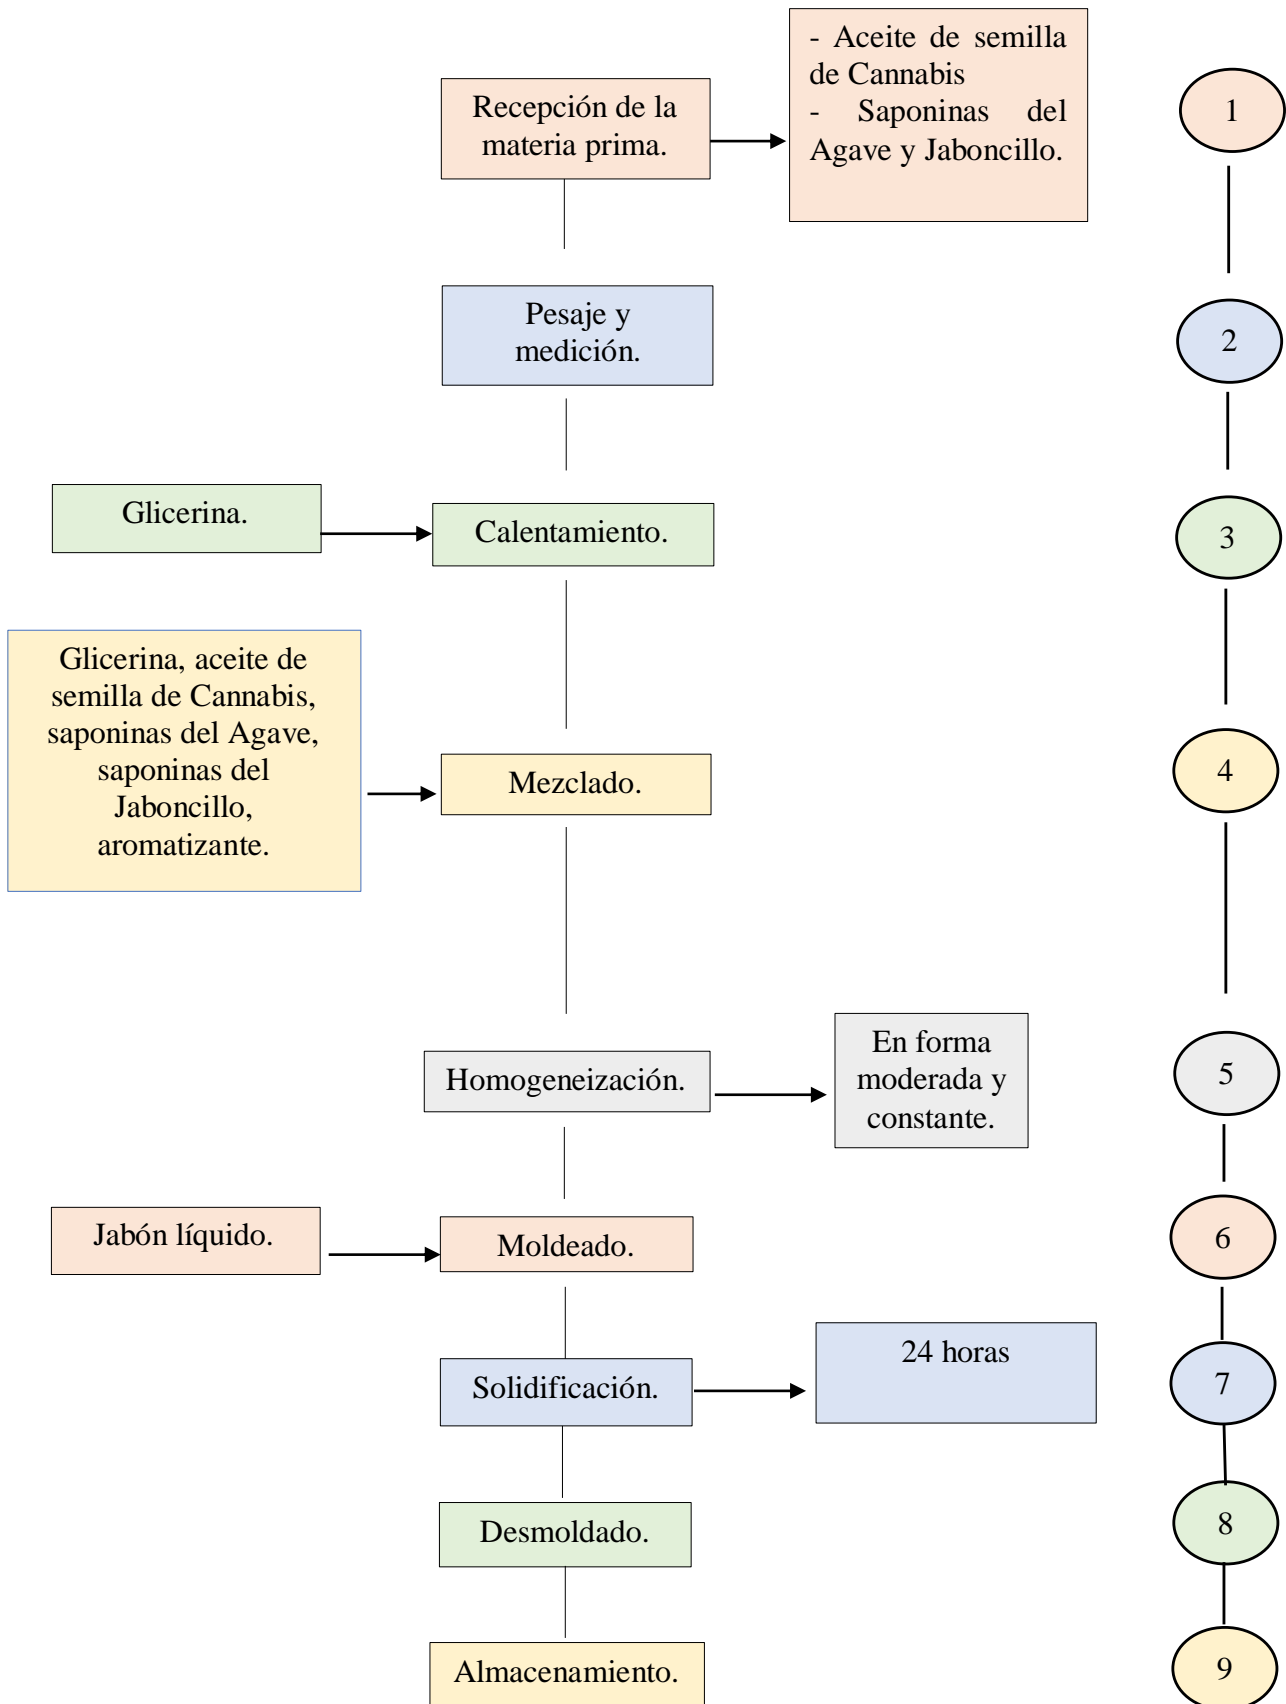 Recepción de la
materia prima.
- Aceite de semilla
de Cannabis
- Saponinas del
Agave y Jaboncillo.
1
Pesaje y
medición.
2
Glicerina.
Calentamiento.
3
Glicerina, aceite de
semilla de Cannabis,
saponinas del Agave,
saponinas del
Jaboncillo,
aromatizante.
Mezclado.
4
Homogeneización.
En forma
moderada y
constante.
5
Jabón líquido.
Moldeado.
6
Solidificación.
24 horas
7
Desmoldado.
8
Almacenamiento.
9